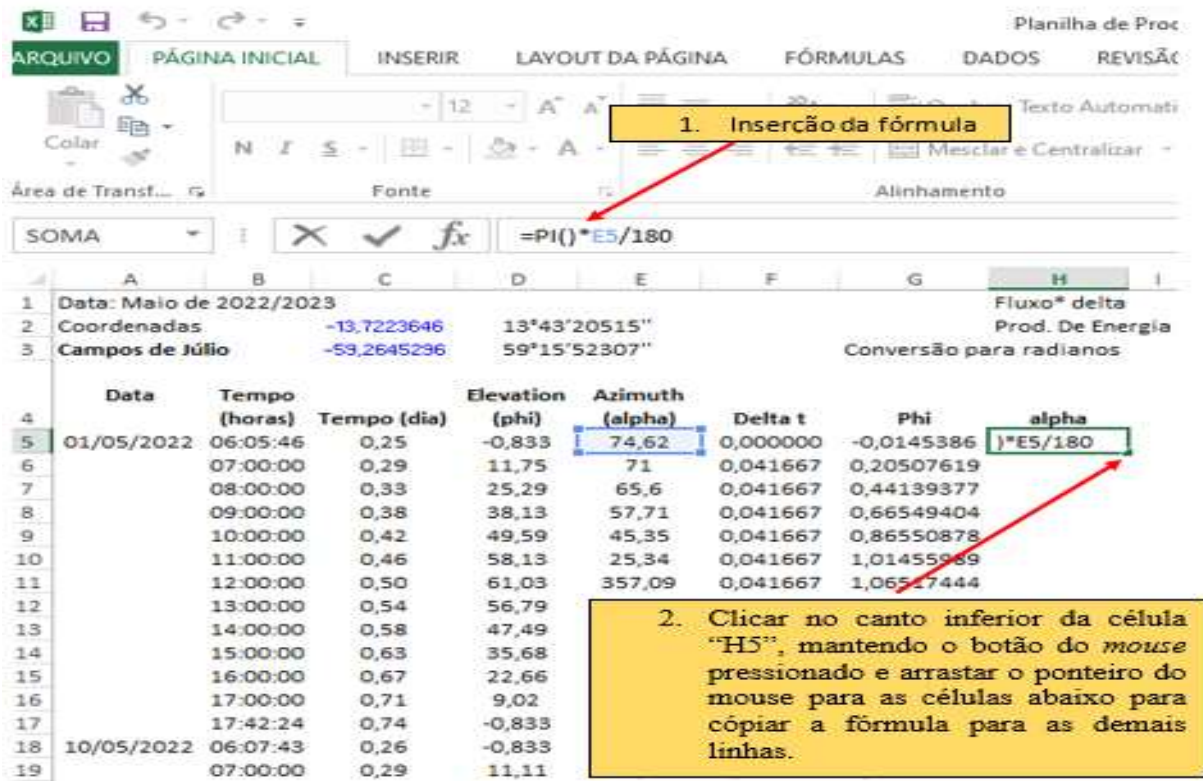 Planilha de Proc
ARQUIVO PÁGINA INICIAL INSERIR LAYOUT DA PÁGINA FÓRMULAS DADOS REVISÃ
12 A A Texto Automati
1. Inserção da fórmula
Colar N I S A Mesclar e Centralizar
Área de Transf... Fonte Alinhamento
SOMA fx =PI()*E5/180
A B C D E F G H I
1 Data: Maio de 2022/2023 Fluxo* delta
2 Coordenadas -13,7223646 13°43'20515" Prod. De Energia
3 Campos de Júlio -59,2645296 59°15'52307" Conversão para radianos
Data Tempo Elevation Azimuth
4 (horas) Tempo (dia) (phi) (alpha) Delta t Phi alpha
5 01/05/2022 06:05:46 0,25 -0,833 74,62 0,000000 -0,0145386 )*E5/180
6 07:00:00 0,29 11,75 71 0,041667 0,20507619
7 08:00:00 0,33 25,29 65,6 0,041667 0,44139377
8 09:00:00 0,38 38,13 57,71 0,041667 0,66549404
9 10:00:00 0,42 49,59 45,35 0,041667 0,86550878
10 11:00:00 0,46 58,13 25,34 0,041667
11 12:00:00 0,50 61,03 357,09 0,041667
12 13:00:00 0,54 56,79
13 14:00:00 0,58 47,49
14 15:00:00 0,63 35,68
15 16:00:00 0,67 22,66
16 17:00:00 0,71 9,02
17 17:42:24 0,74 -0,833
18 10/05/2022 06:07:43 0,26 -0,833
19 07:00:00 0,29 11,11
2. Clicar no canto inferior da célula
"H5", mantendo o botão do mouse
pressionado e arrastar o ponteiro do
mouse para as células abaixo para
cópiar a fórmula para as demais
linhas.